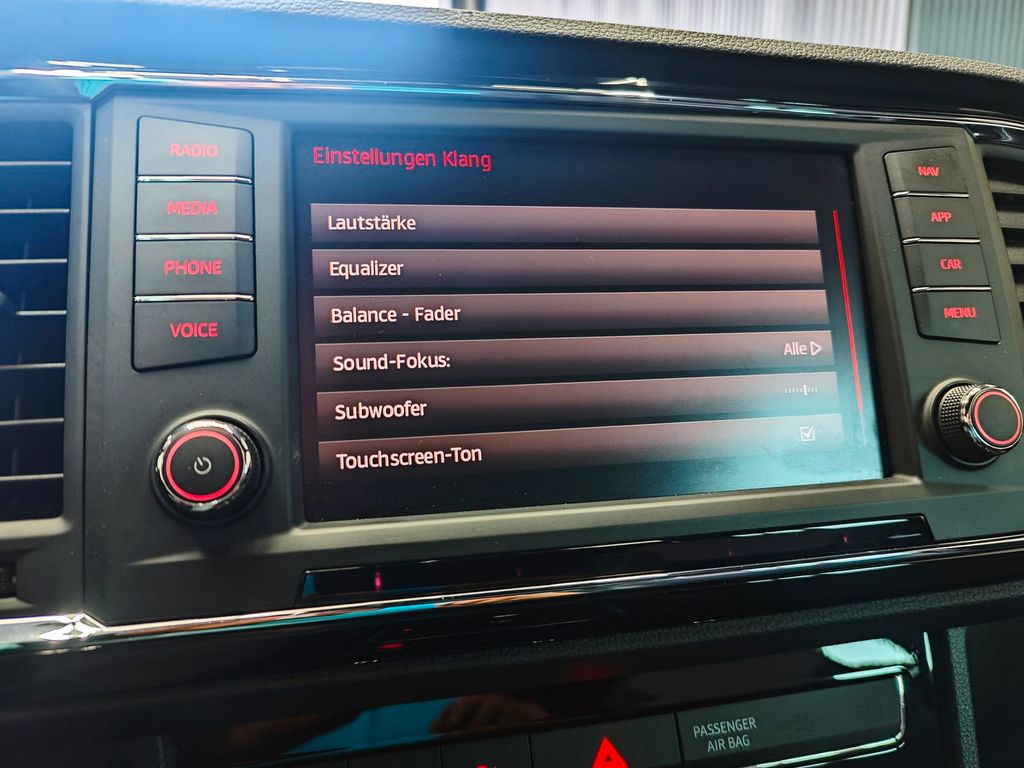 RADIO
MEDIA
PHONE
VOICE
Einstellungen Klang
Lautstärke
Equalizer
Balance - Fader
Sound-Fokus: Alle
Subwoofer
Touchscreen-Ton
NAV
APP
CAR
MENU
PASSENGER
AIR BAG